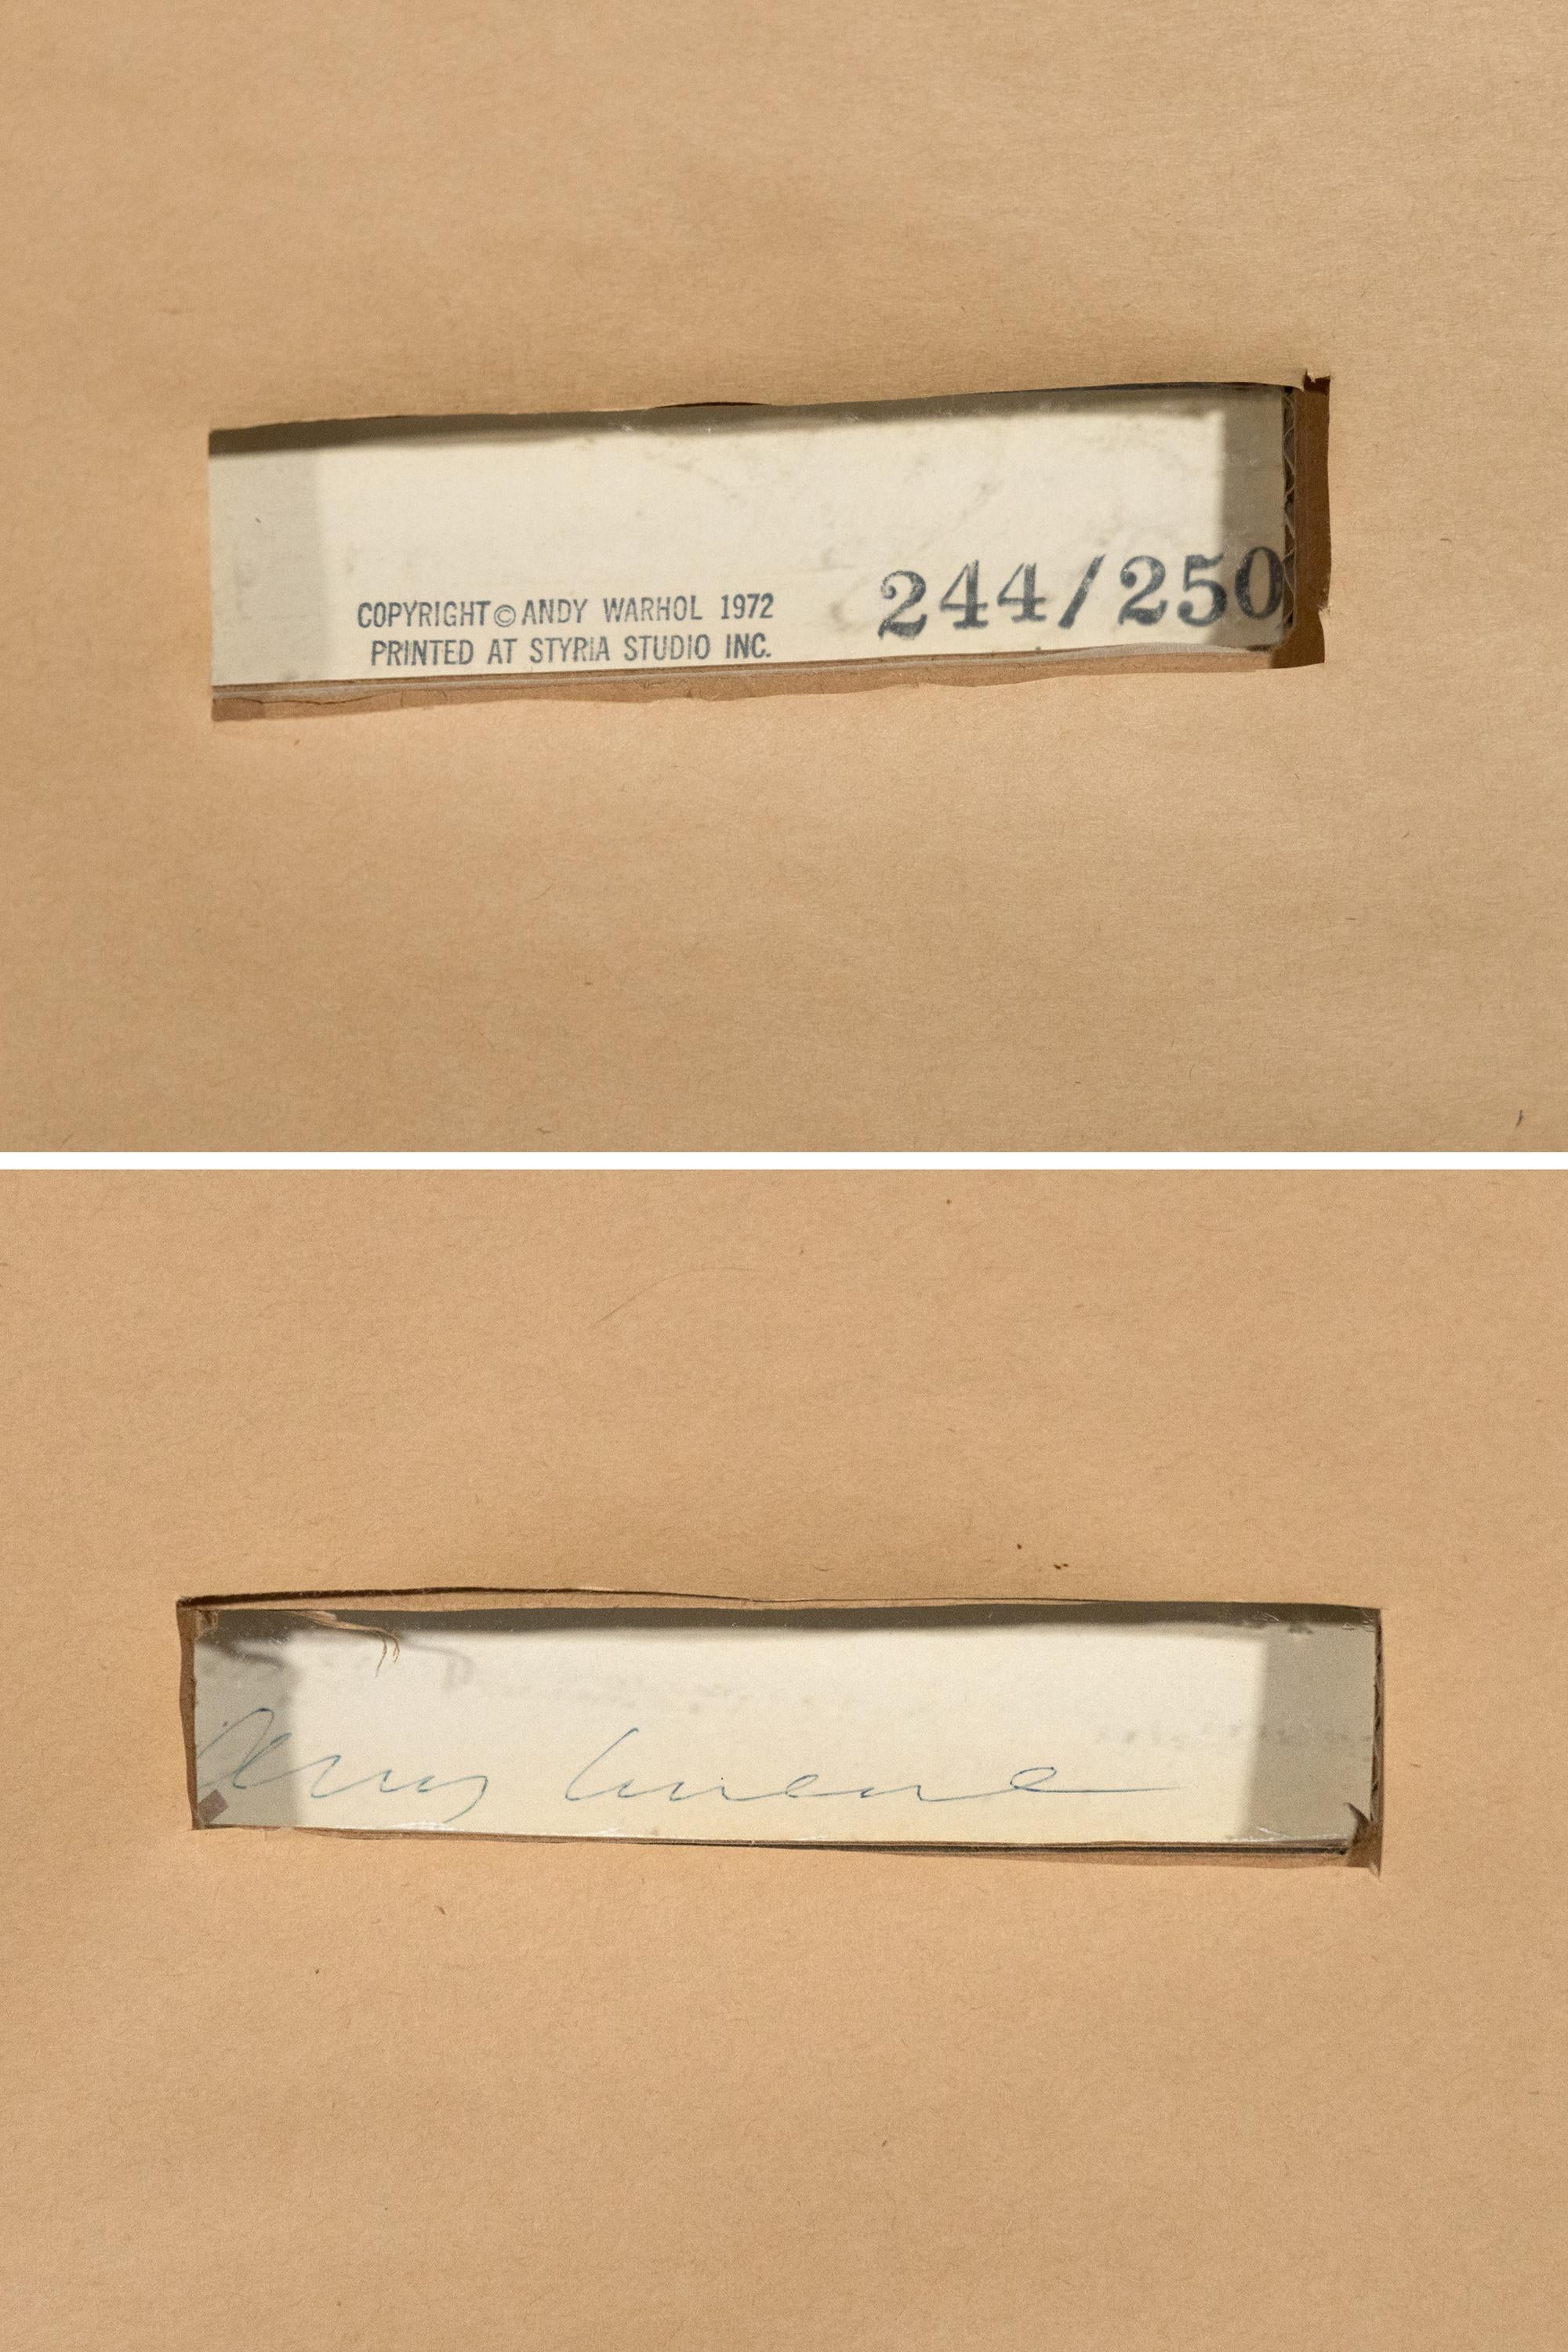 COPYRIGHT © ANDY WARHOL 1972
PRINTED AT STYRIA STUDIO INC.
244/250